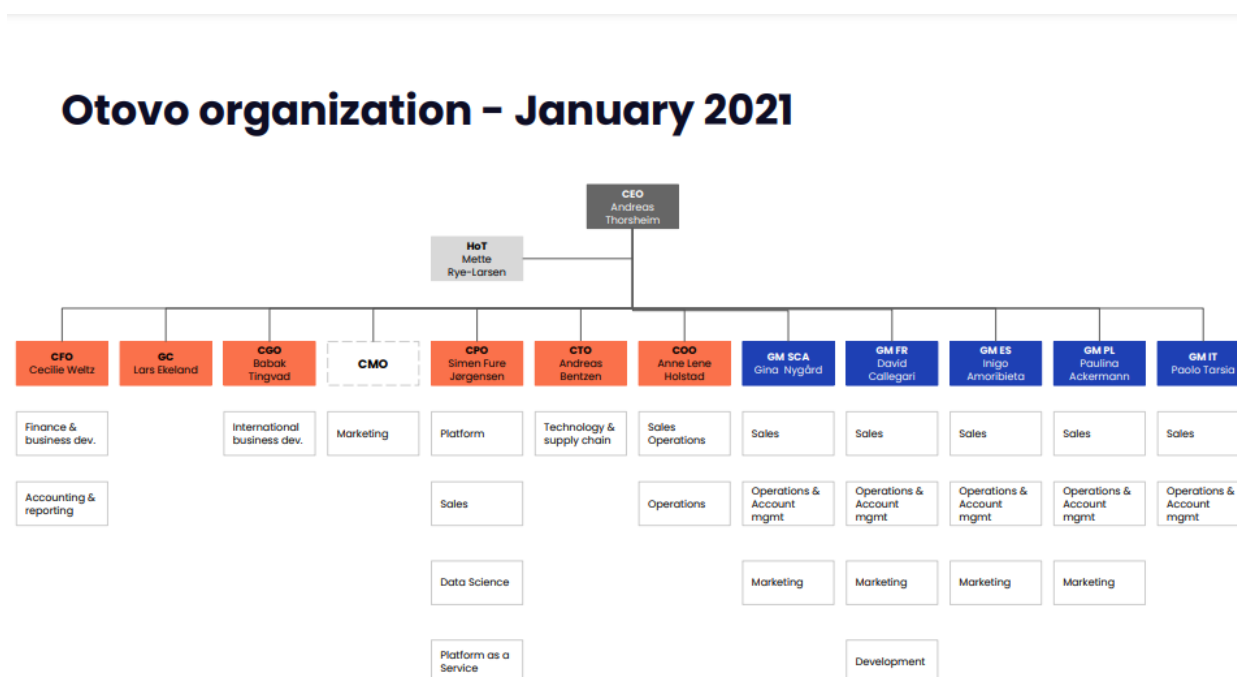 Otovo organization - January 2021
CEO
Andreas
Thorsheim
HoT
Mette
Rye-Larsen
CFO
Cecilie Weltz
GC
Lars Ekeland
CGO
Babak
Tingvad
CMO
CPO
Simen Fure
Jørgensen
CTO
Andreas
Bentzen
COO
Anne Lene
Holstad
GM SCA
Gina Nygård
GM FR
David
Callegari
GM ES
Inigo
Amoribieta
GM PL
Paulina
Ackermann
GM IT
Paolo Tarsia
Finance &
business dev.
International
business dev.
Marketing
Platform
Technology &
supply chain
Sales
Operations
Sales
Sales
Sales
Sales
Sales
Accounting &
reporting
Sales
Operations
Operations &
Account
mgmt
Operations &
Account
mgmt
Operations &
Account
mgmt
Operations &
Account
mgmt
Operations &
Account
mgmt
Data Science
Marketing
Marketing
Marketing
Marketing
Platform as a
Service
Development